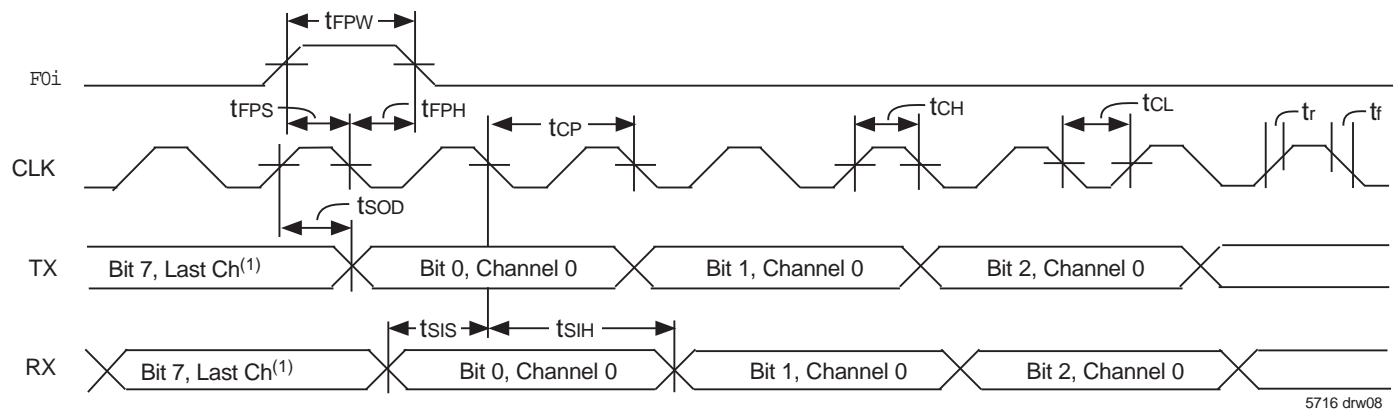 tFPW
F0i
tFPS
tFPH
tCP
tCH
tCL
tr
tf
CLK
tSOD
TX
Bit 7, Last Ch(1)
Bit 0, Channel 0
Bit 1, Channel 0
Bit 2, Channel 0
tSIS
tSIH
RX
Bit 7, Last Ch(1)
Bit 0, Channel 0
Bit 1, Channel 0
Bit 2, Channel 0
5716 drw08